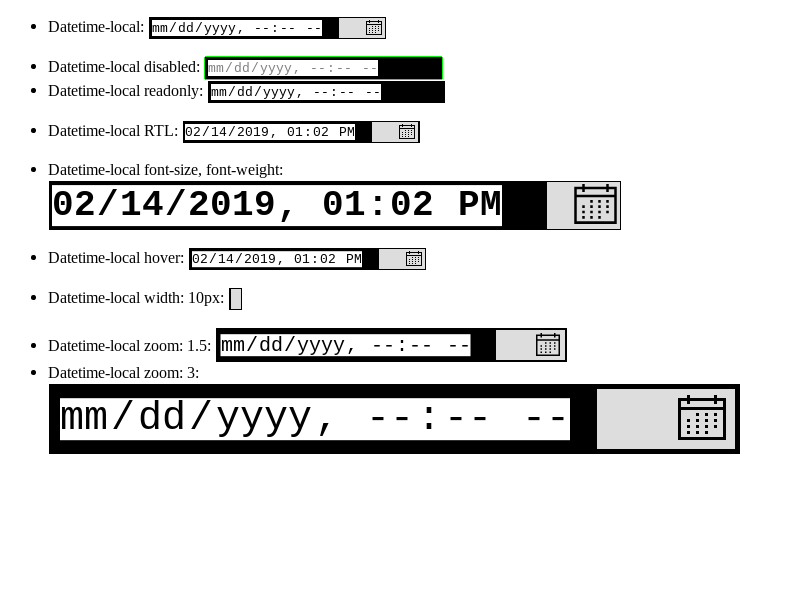 Datetime-local: mm/dd/yyyy, --:-- --
Datetime-local disabled: mm/dd/yyyy, --:-- --
Datetime-local readonly: mm/dd/yyyy, --:-- --
Datetime-local RTL: 02/14/2019, 01:02 PM
Datetime-local font-size, font-weight:
02/14/2019, 01:02 PM
Datetime-local hover: 02/14/2019, 01:02 PM
Datetime-local width: 10px:
Datetime-local zoom: 1.5: mm/dd/yyyy, --:-- --
Datetime-local zoom: 3:
mm/dd/yyyy, --:-- --